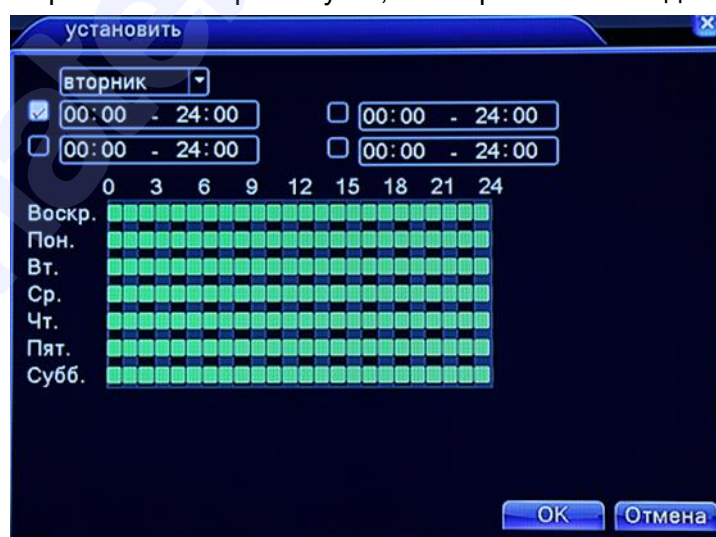 установить
вторник
00:00 - 24:00 00:00 - 24:00
00:00 - 24:00 00:00 - 24:00
0 3 6 9 12 15 18 21 24
Воскр.
Пон.
Вт.
Ср.
Чт.
Пят.
Субб.
OK Отмена